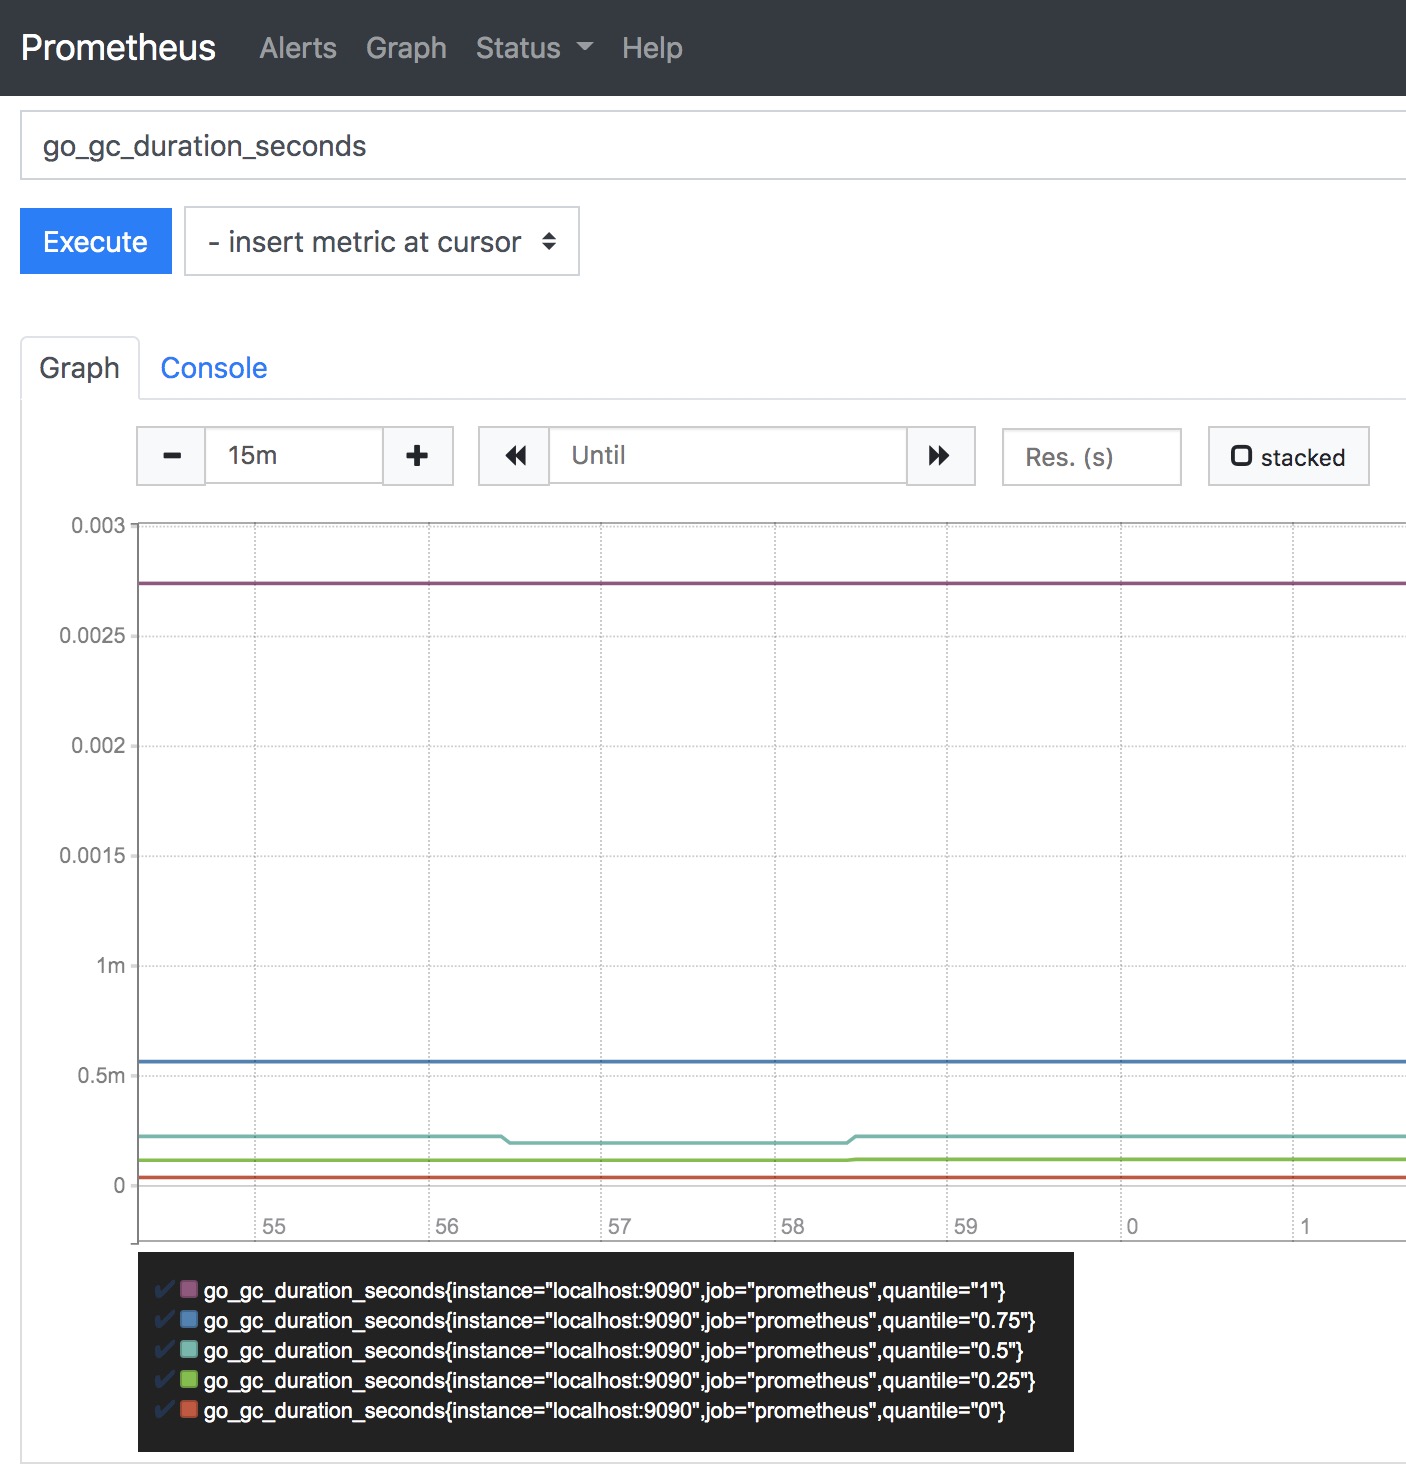 Prometheus Alerts Graph Status Help
go_gc_duration_seconds
Execute - insert metric at cursor
Graph Console
15m Until Res. (s) stacked
0.003
0.0025
0.002
0.0015
1m
0.5m
0
55 56 57 58 59 0 1
go_gc_duration_seconds{instance="localhost:9090",job="prometheus",quantile="1"}
go_gc_duration_seconds{instance="localhost:9090",job="prometheus",quantile="0.75"}
go_gc_duration_seconds{instance="localhost:9090",job="prometheus",quantile="0.5"}
go_gc_duration_seconds{instance="localhost:9090",job="prometheus",quantile="0.25"}
go_gc_duration_seconds{instance="localhost:9090",job="prometheus",quantile="0"}